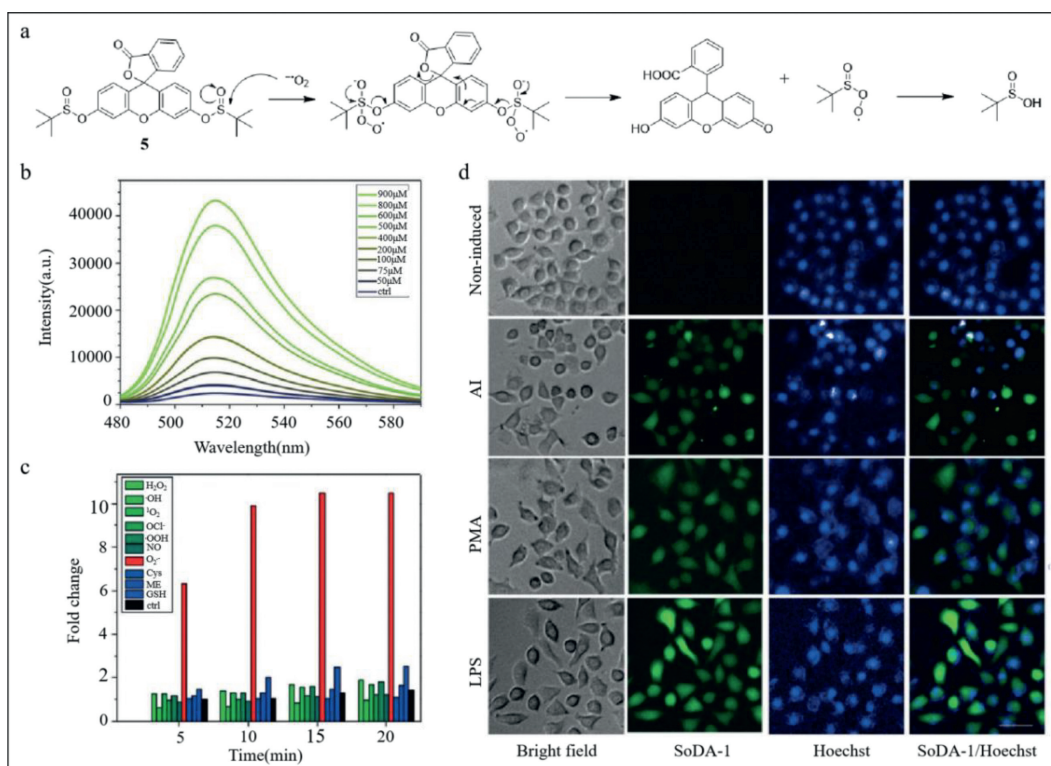 a
O
O
O
S
O
O
O
S
5
⁻•O₂
HOOC
HO
O
O
+
S
O
O
OH
b
Intensity(a.u.)
40000
30000
20000
10000
0
480
500
520
540
560
580
Wavelength(nm)
900μM
800μM
600μM
500μM
400μM
200μM
100μM
75μM
50μM
ctrl
c
Fold change
10
8
6
4
2
0
5
10
15
20
Time(min)
H₂O₂
·OH
¹O₂
OCl⁻
·OOH
NO
O₂·⁻
Cys
ME
GSH
ctrl
d
Non-induced
AI
PMA
LPS
Bright field
SoDA-1
Hoechst
SoDA-1/Hoechst